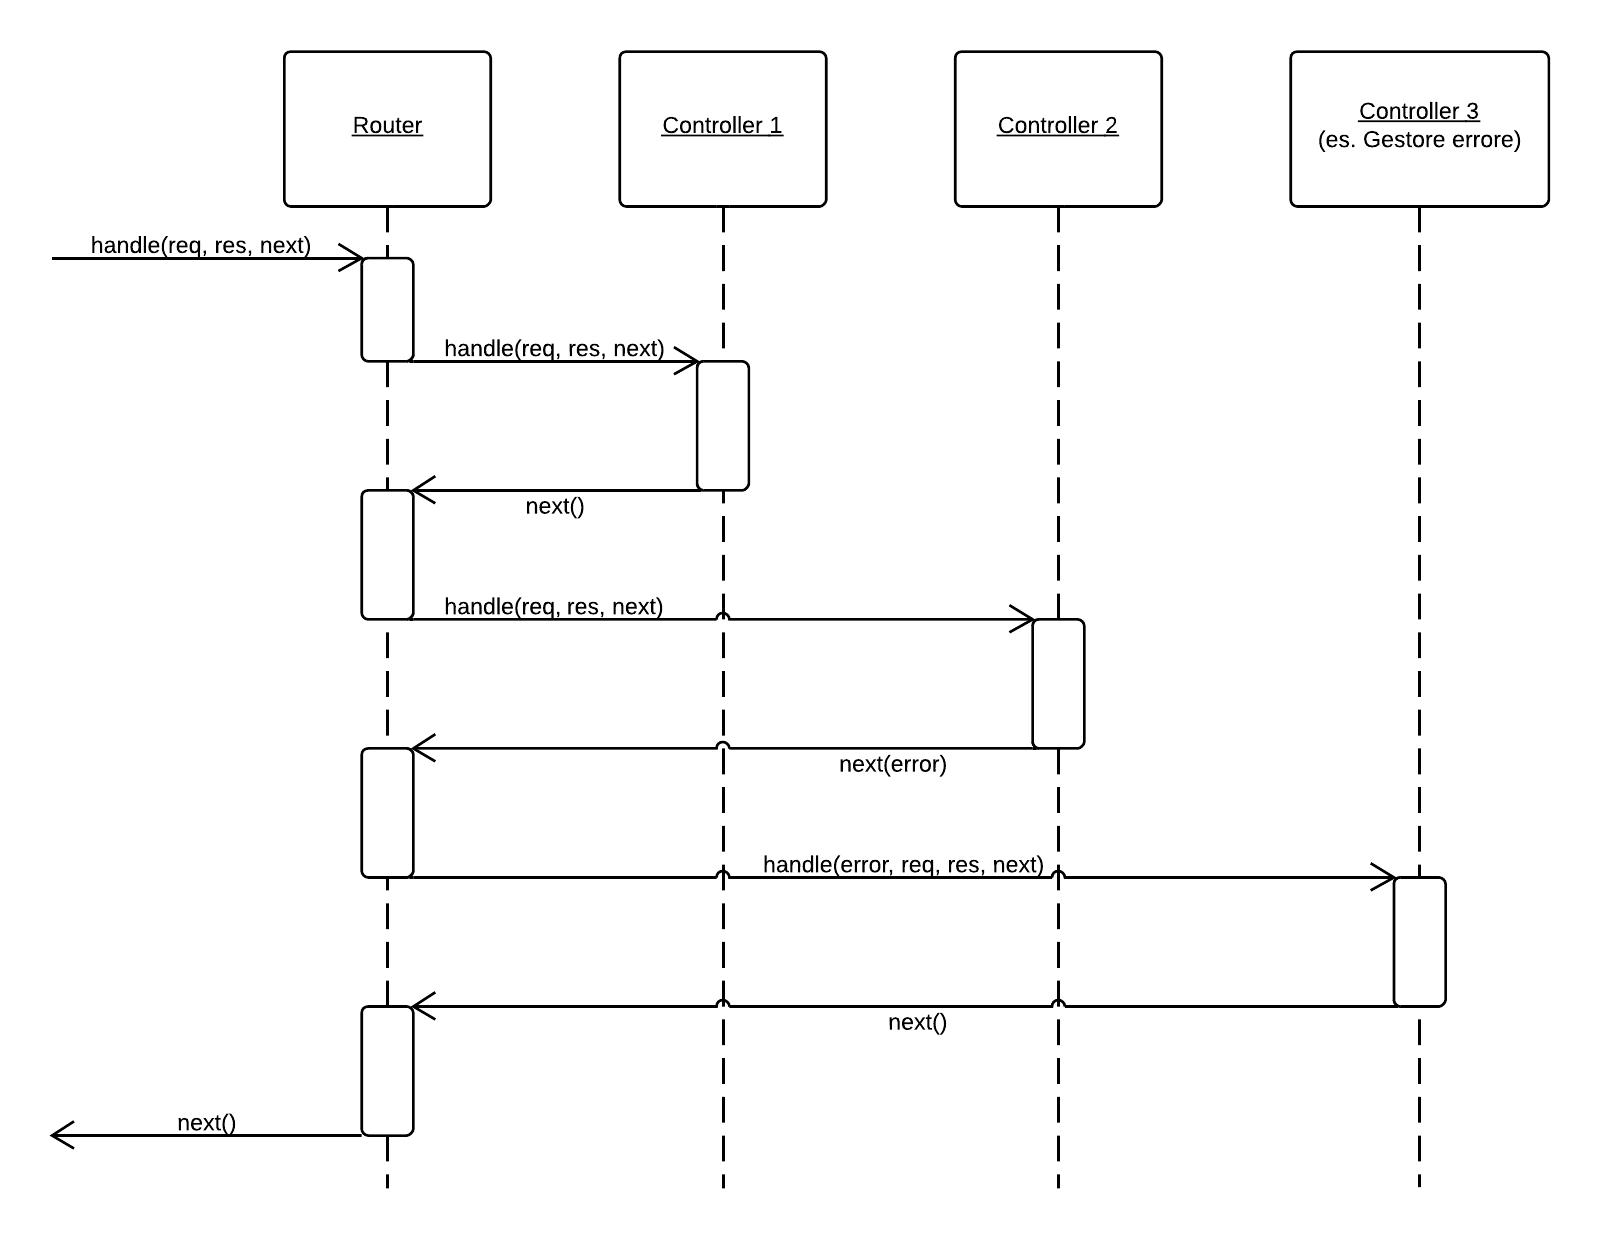 Router
Controller 1
Controller 2
Controller 3
(es. Gestore errore)
handle(req, res, next)
handle(req, res, next)
next()
handle(req, res, next)
next(error)
handle(error, req, res, next)
next()
next()